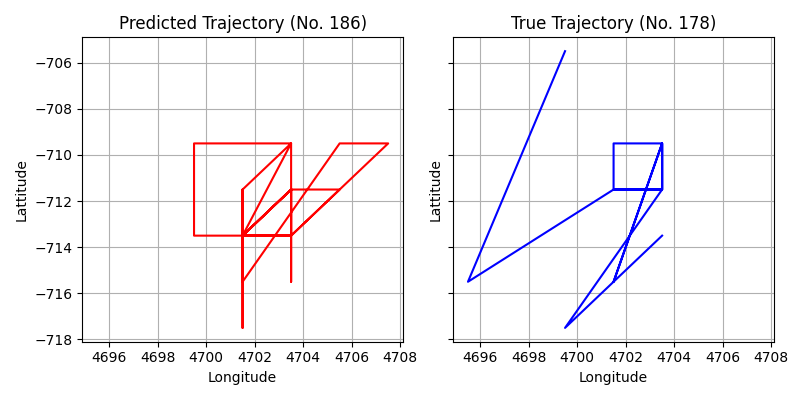 Predicted Trajectory (No. 186)
True Trajectory (No. 178)
−706
−708
−710
−712
−714
−716
−718
Lattitude
Lattitude
4696 4698 4700 4702 4704 4706 4708
4696 4698 4700 4702 4704 4706 4708
Longitude
Longitude